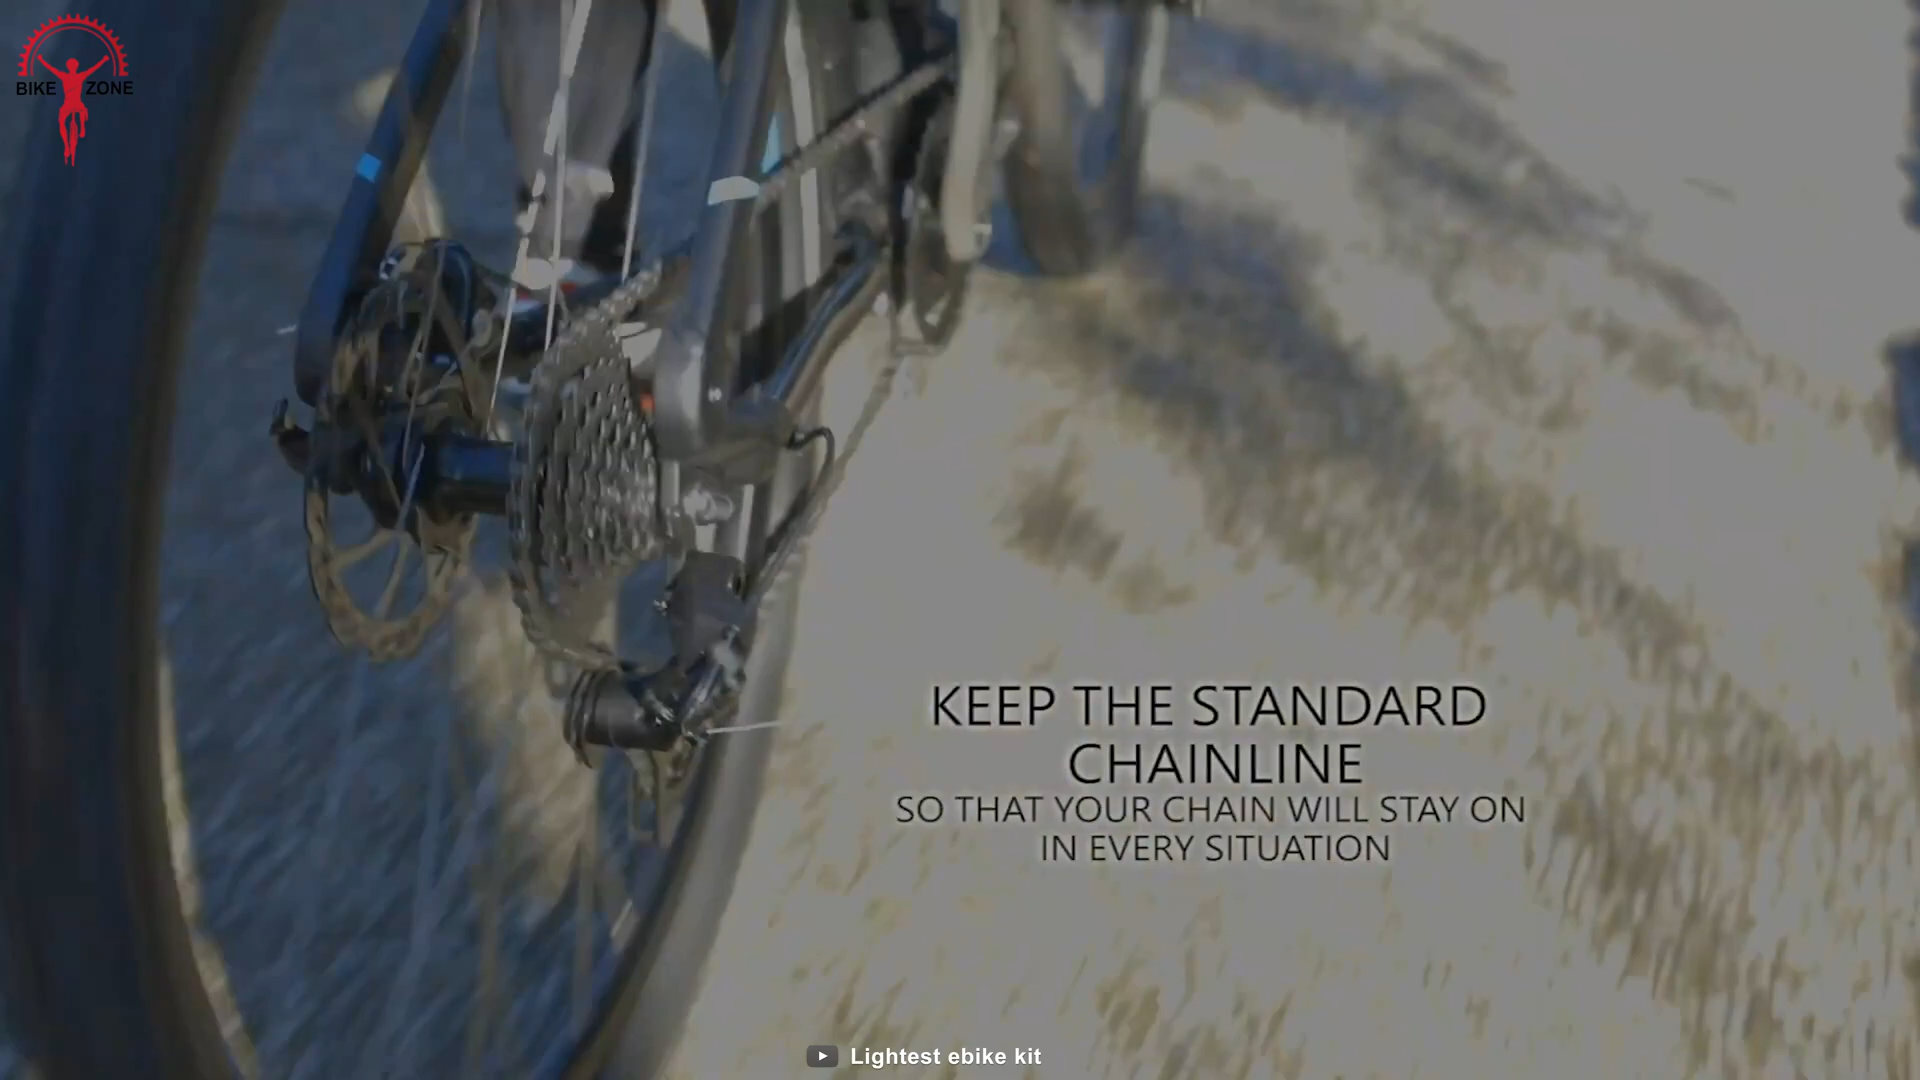 BIKE ZONE
KEEP THE STANDARD
CHAINLINE
SO THAT YOUR CHAIN WILL STAY ON
IN EVERY SITUATION
Lightest ebike kit